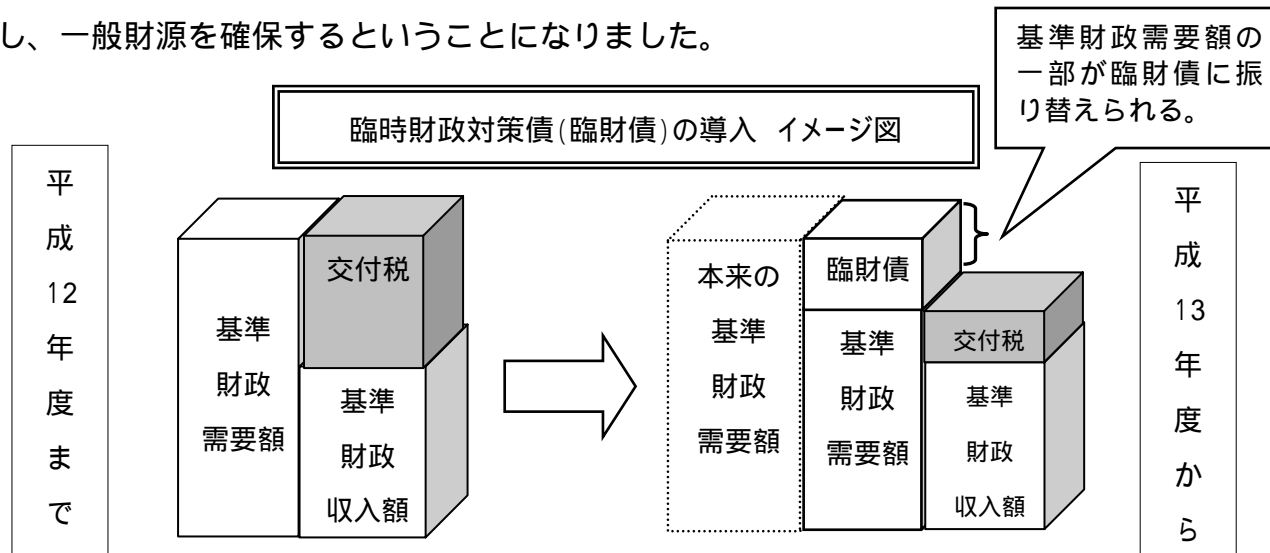 し、一般財源を確保するということになりました。
基準財政需要額の
一部が臨財債に振
り替えられる。
臨時財政対策債(臨財債)の導入 イメージ図
平成12年度まで
基準
財政
需要額
交付税
基準
財政
収入額
本来の
基準
財政
需要額
臨財債
基準
財政
需要額
交付税
基準
財政
収入額
平成13年度から